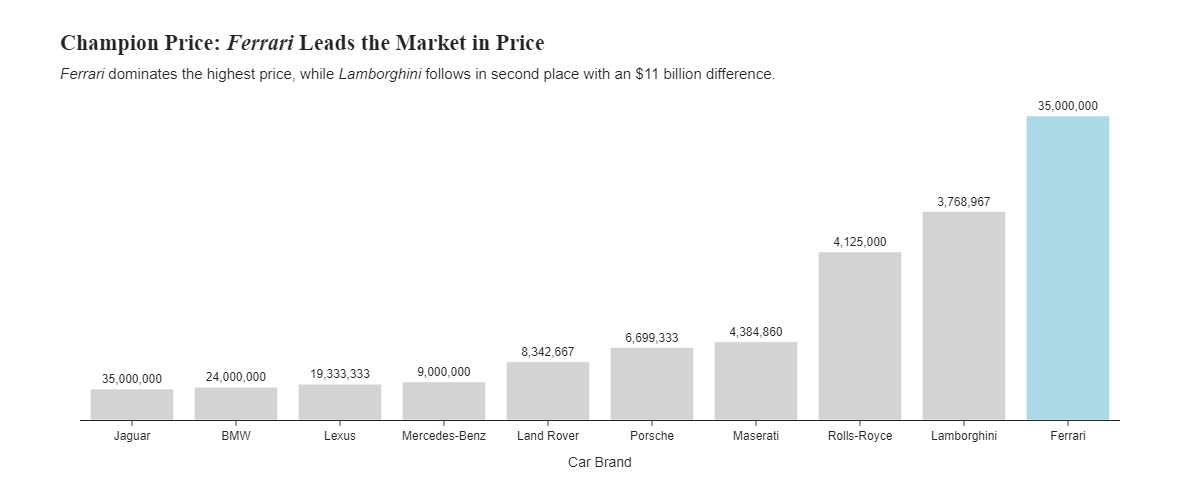 Champion Price: Ferrari Leads the Market in Price
Ferrari dominates the highest price, while Lamborghini follows in second place with an $11 billion difference.
35,000,000
3,768,967
4,125,000
4,384,860
6,699,333
8,342,667
9,000,000
19,333,333
24,000,000
35,000,000
Jaguar BMW Lexus Mercedes-Benz Land Rover Porsche Maserati Rolls-Royce Lamborghini Ferrari
Car Brand